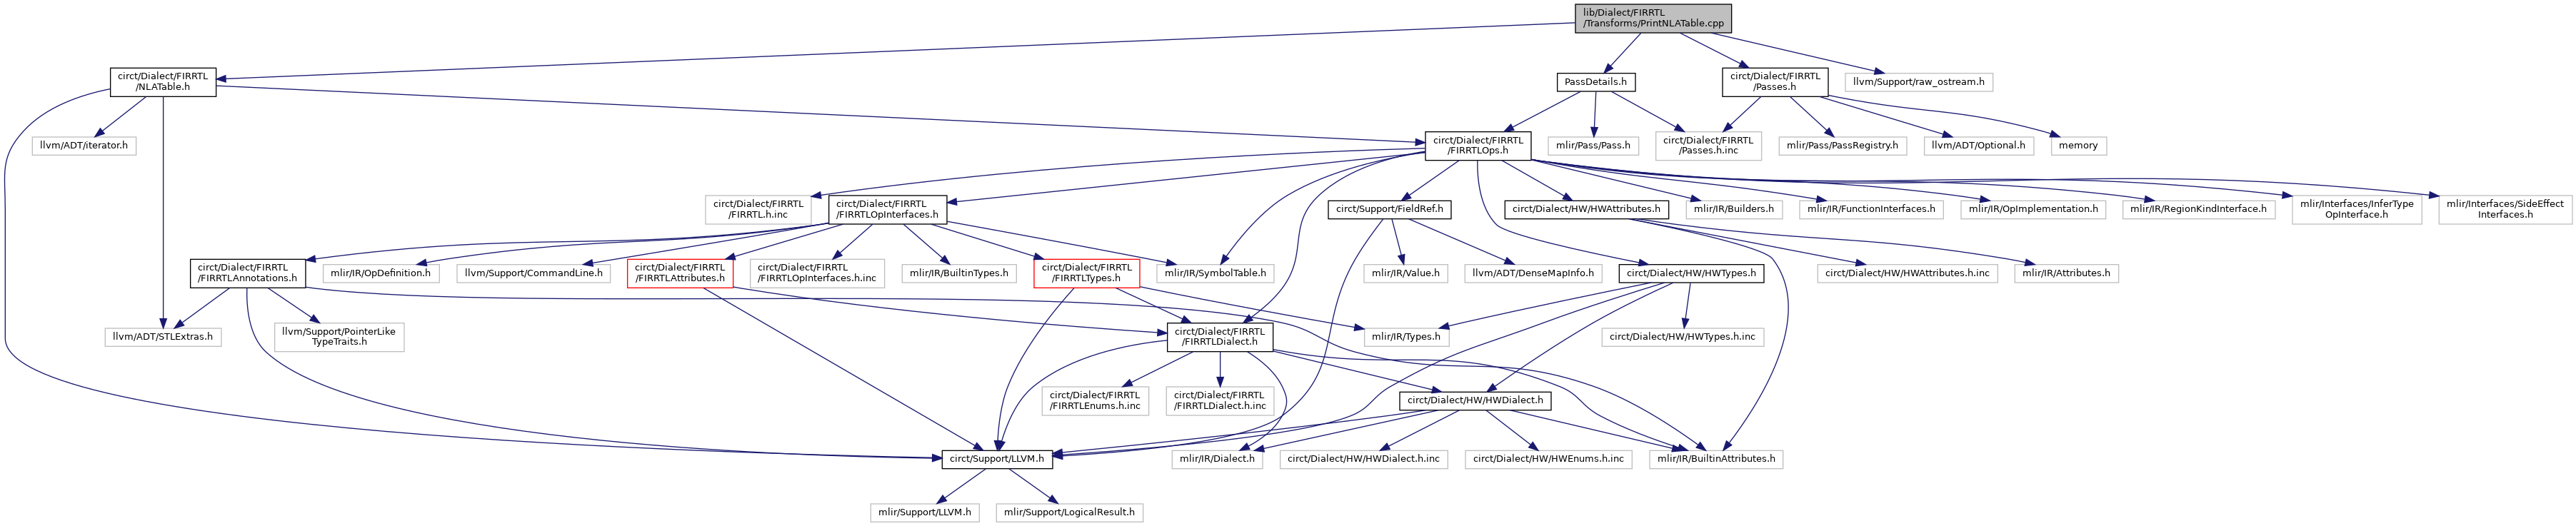 lib/Dialect/FIRRTL
/Transforms/PrintNLATable.cpp
circt/Dialect/FIRRTL
/NLATable.h
PassDetails.h
circt/Dialect/FIRRTL
/Passes.h
llvm/Support/raw_ostream.h
llvm/ADT/iterator.h
circt/Dialect/FIRRTL
/FIRRTLOps.h
mlir/Pass/Pass.h
circt/Dialect/FIRRTL
/Passes.h.inc
mlir/Pass/PassRegistry.h
llvm/ADT/Optional.h
memory
circt/Dialect/FIRRTL
/FIRRTL.h.inc
circt/Dialect/FIRRTL
/FIRRTLOpInterfaces.h
circt/Support/FieldRef.h
circt/Dialect/HW/HWAttributes.h
mlir/IR/Builders.h
mlir/IR/FunctionInterfaces.h
mlir/IR/OpImplementation.h
mlir/IR/RegionKindInterface.h
mlir/Interfaces/InferType
OpInterface.h
mlir/Interfaces/SideEffect
Interfaces.h
circt/Dialect/FIRRTL
/FIRRTLAnnotations.h
mlir/IR/OpDefinition.h
llvm/Support/CommandLine.h
circt/Dialect/FIRRTL
/FIRRTLAttributes.h
circt/Dialect/FIRRTL
/FIRRTLOpInterfaces.h.inc
mlir/IR/BuiltinTypes.h
circt/Dialect/FIRRTL
/FIRRTLTypes.h
mlir/IR/SymbolTable.h
mlir/IR/Value.h
llvm/ADT/DenseMapInfo.h
circt/Dialect/HW/HWTypes.h
circt/Dialect/HW/HWAttributes.h.inc
mlir/IR/Attributes.h
llvm/ADT/STLExtras.h
llvm/Support/PointerLike
TypeTraits.h
circt/Dialect/FIRRTL
/FIRRTLDialect.h
mlir/IR/Types.h
circt/Dialect/HW/HWTypes.h.inc
circt/Dialect/FIRRTL
/FIRRTLEnums.h.inc
circt/Dialect/FIRRTL
/FIRRTLDialect.h.inc
circt/Dialect/HW/HWDialect.h
circt/Support/LLVM.h
mlir/IR/Dialect.h
circt/Dialect/HW/HWDialect.h.inc
circt/Dialect/HW/HWEnums.h.inc
mlir/IR/BuiltinAttributes.h
mlir/Support/LLVM.h
mlir/Support/LogicalResult.h